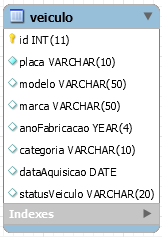 veiculo
id INT(11)
placa VARCHAR(10)
modelo VARCHAR(50)
marca VARCHAR(50)
anoFabricacao YEAR(4)
categoria VARCHAR(10)
dataAquisicao DATE
statusVeiculo VARCHAR(20)
Indexes